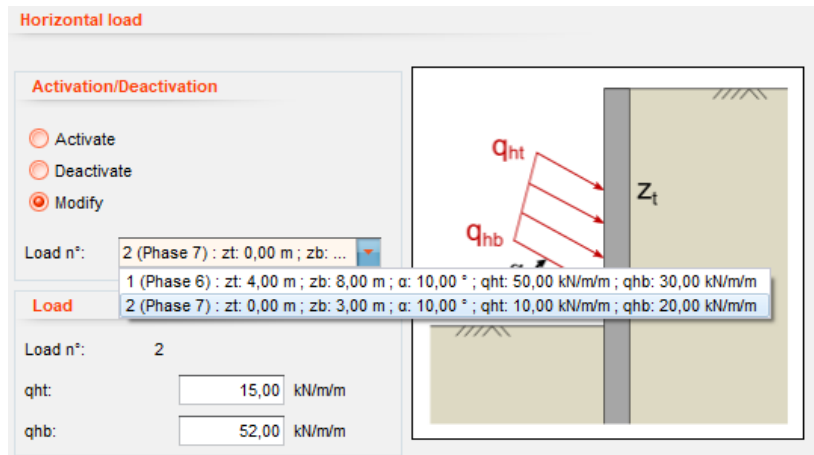 Horizontal load
Activation/Deactivation
Activate
Deactivate
Modify
Load n°: 2 (Phase 7) : zt: 0,00 m ; zb: ...
1 (Phase 6) : zt: 4,00 m ; zb: 8,00 m ; α: 10,00 ° ; qht: 50,00 kN/m/m ; qhb: 30,00 kN/m/m
2 (Phase 7) : zt: 0,00 m ; zb: 3,00 m ; α: 10,00 ° ; qht: 10,00 kN/m/m ; qhb: 20,00 kN/m/m
Load
Load n°: 2
qht: 15,00 kN/m/m
qhb: 52,00 kN/m/m
qht
zt
qhb